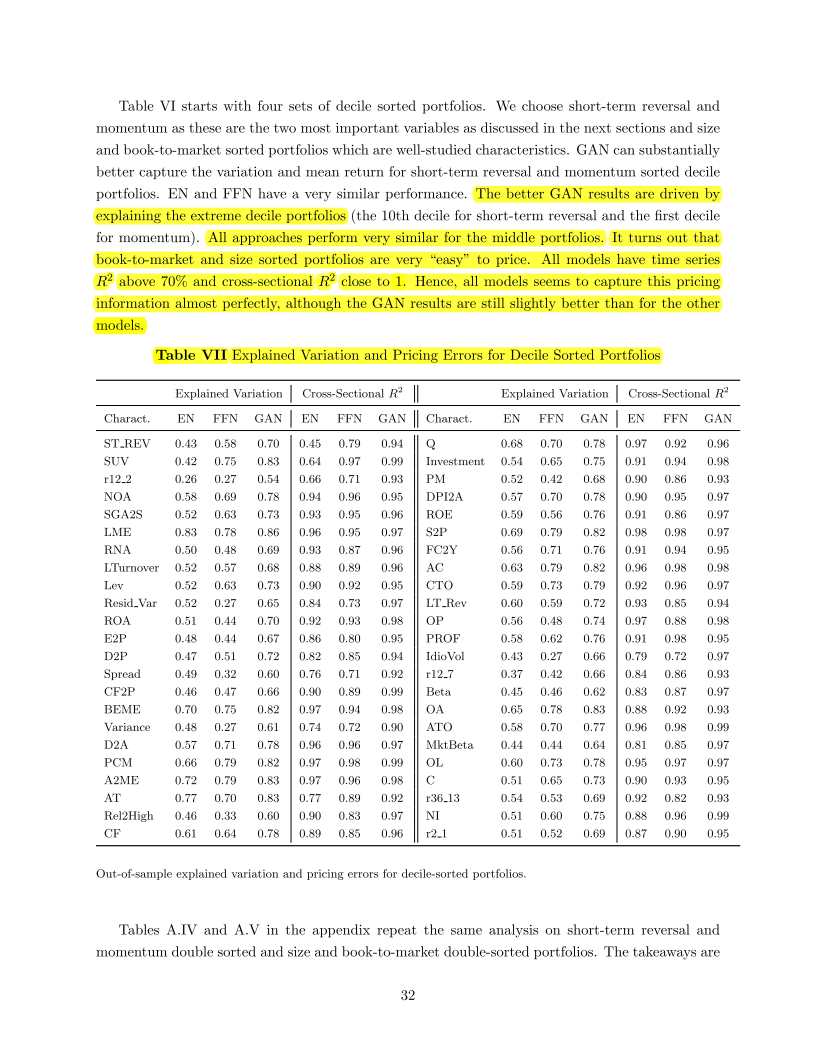 Table VI starts with four sets of decile sorted portfolios. We choose short-term reversal and
momentum as these are the two most important variables as discussed in the next sections and size
and book-to-market sorted portfolios which are well-studied characteristics. GAN can substantially
better capture the variation and mean return for short-term reversal and momentum sorted decile
portfolios. EN and FFN have a very similar performance. The better GAN results are driven by
explaining the extreme decile portfolios (the 10th decile for short-term reversal and the first decile
for momentum). All approaches perform very similar for the middle portfolios. It turns out that
book-to-market and size sorted portfolios are very “easy” to price. All models have time series
R² above 70% and cross-sectional R² close to 1. Hence, all models seems to capture this pricing
information almost perfectly, although the GAN results are still slightly better than for the other
models.
Table VII Explained Variation and Pricing Errors for Decile Sorted Portfolios
Explained Variation Cross-Sectional R² Explained Variation Cross-Sectional R²
Charact. EN FFN GAN EN FFN GAN Charact. EN FFN GAN EN FFN GAN
ST_REV 0.43 0.58 0.70 0.45 0.79 0.94 Q 0.68 0.70 0.78 0.97 0.92 0.96
SUV 0.42 0.75 0.83 0.64 0.97 0.99 Investment 0.54 0.65 0.75 0.91 0.94 0.98
r12_2 0.26 0.27 0.54 0.66 0.71 0.93 PM 0.52 0.42 0.68 0.90 0.86 0.93
NOA 0.58 0.69 0.78 0.94 0.96 0.95 DPI2A 0.57 0.70 0.78 0.90 0.95 0.97
SGA2S 0.52 0.63 0.73 0.93 0.95 0.96 ROE 0.59 0.56 0.76 0.91 0.86 0.97
LME 0.83 0.78 0.86 0.96 0.95 0.97 S2P 0.69 0.79 0.82 0.98 0.98 0.97
RNA 0.50 0.48 0.69 0.93 0.87 0.96 FC2Y 0.56 0.71 0.76 0.91 0.94 0.95
LTurnover 0.52 0.57 0.68 0.88 0.89 0.96 AC 0.63 0.79 0.82 0.96 0.98 0.98
Lev 0.52 0.63 0.73 0.90 0.92 0.95 CTO 0.59 0.73 0.79 0.92 0.96 0.97
Resid_Var 0.52 0.27 0.65 0.84 0.73 0.97 LT_Rev 0.60 0.59 0.72 0.93 0.85 0.94
ROA 0.51 0.44 0.70 0.92 0.93 0.98 OP 0.56 0.48 0.74 0.97 0.88 0.98
E2P 0.48 0.44 0.67 0.86 0.80 0.95 PROF 0.58 0.62 0.76 0.91 0.98 0.95
D2P 0.47 0.51 0.72 0.82 0.85 0.94 IdioVol 0.43 0.27 0.66 0.79 0.72 0.97
Spread 0.49 0.32 0.60 0.76 0.71 0.92 r12_7 0.37 0.42 0.66 0.84 0.86 0.93
CF2P 0.46 0.47 0.66 0.90 0.89 0.99 Beta 0.45 0.46 0.62 0.83 0.87 0.97
BEME 0.70 0.75 0.82 0.97 0.94 0.98 OA 0.65 0.78 0.83 0.88 0.92 0.93
Variance 0.48 0.27 0.61 0.74 0.72 0.90 ATO 0.58 0.70 0.77 0.96 0.98 0.99
D2A 0.57 0.71 0.78 0.96 0.96 0.97 MktBeta 0.44 0.44 0.64 0.81 0.85 0.97
PCM 0.66 0.79 0.82 0.97 0.98 0.99 OL 0.60 0.73 0.78 0.95 0.97 0.97
A2ME 0.72 0.79 0.83 0.97 0.96 0.98 C 0.51 0.65 0.73 0.90 0.93 0.95
AT 0.77 0.70 0.83 0.77 0.89 0.92 r36_13 0.54 0.53 0.69 0.92 0.82 0.93
Rel2High 0.46 0.33 0.60 0.90 0.83 0.97 NI 0.51 0.60 0.75 0.88 0.96 0.99
CF 0.61 0.64 0.78 0.89 0.85 0.96 r2_1 0.51 0.52 0.69 0.87 0.90 0.95
Out-of-sample explained variation and pricing errors for decile-sorted portfolios.
Tables A.IV and A.V in the appendix repeat the same analysis on short-term reversal and
momentum double sorted and size and book-to-market double-sorted portfolios. The takeaways are
32